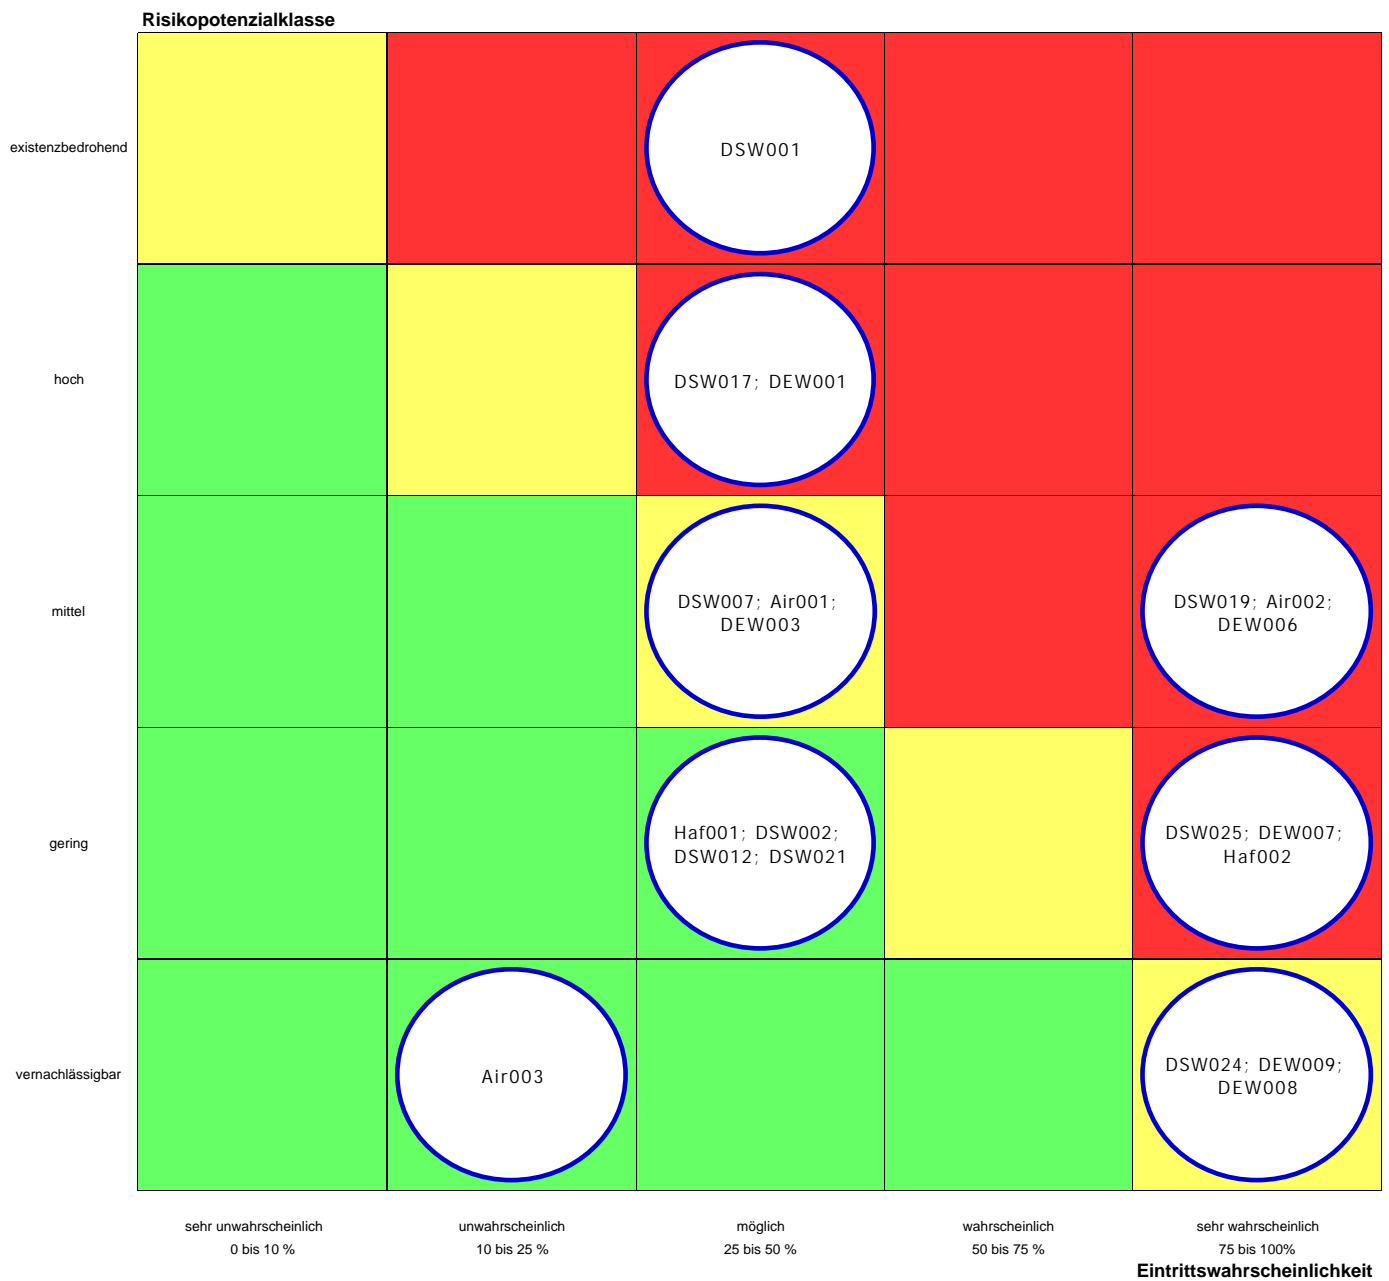 Risikopotenzialklasse
existenzbedrohend
DSW001
hoch
DSW017; DEW001
mittel
DSW007; Air001;
DEW003
DSW019; Air002;
DEW006
gering
Haf001; DSW002;
DSW012; DSW021
DSW025; DEW007;
Haf002
vernachlässigbar
Air003
DSW024; DEW009;
DEW008
sehr unwahrscheinlich
0 bis 10 %
unwahrscheinlich
10 bis 25 %
möglich
25 bis 50 %
wahrscheinlich
50 bis 75 %
sehr wahrscheinlich
75 bis 100%
Eintrittswahrscheinlichkeit